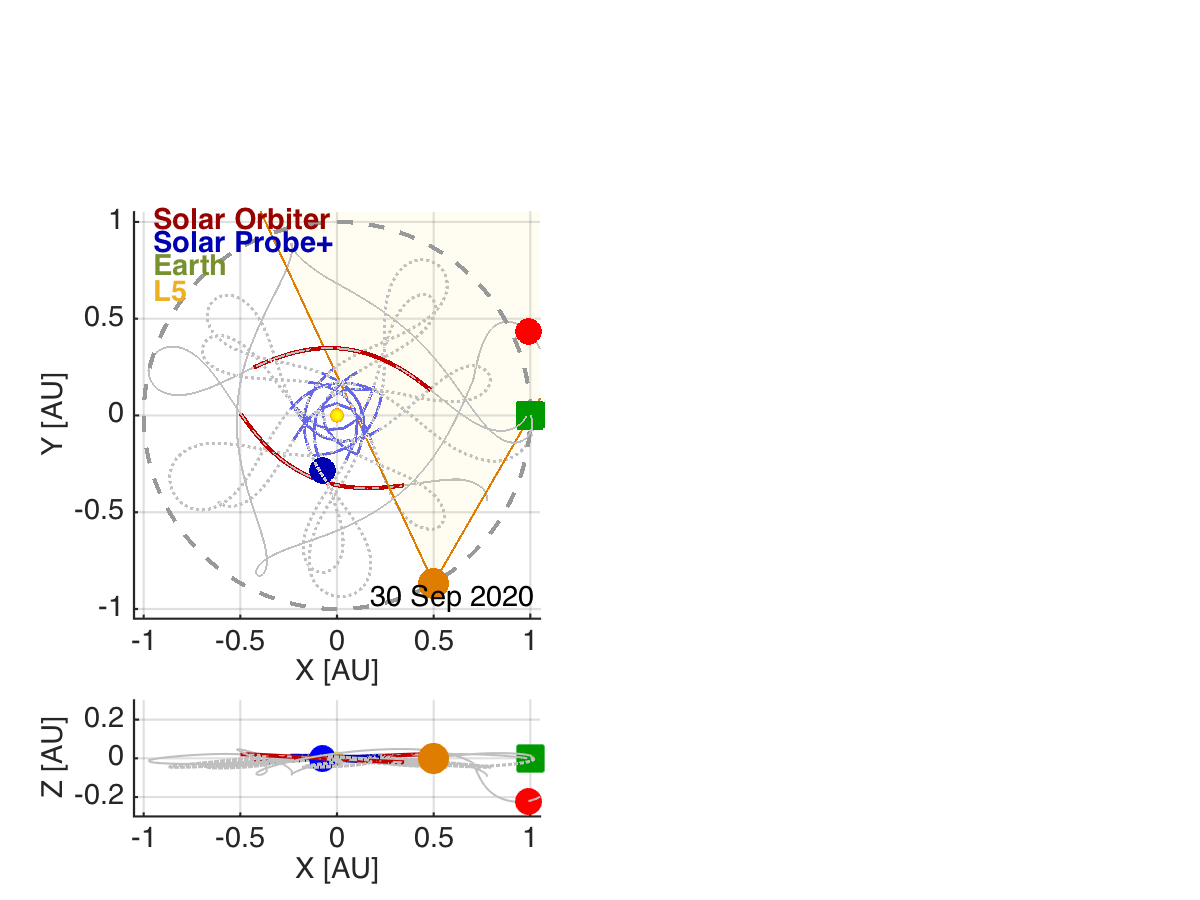 Solar Orbiter
Solar Probe+
Earth
L5
1
0.5
0
-0.5
-1
Y [AU]
30 Sep 2020
-1 -0.5 0 0.5 1
X [AU]
0.2
0
-0.2
Z [AU]
-1 -0.5 0 0.5 1
X [AU]